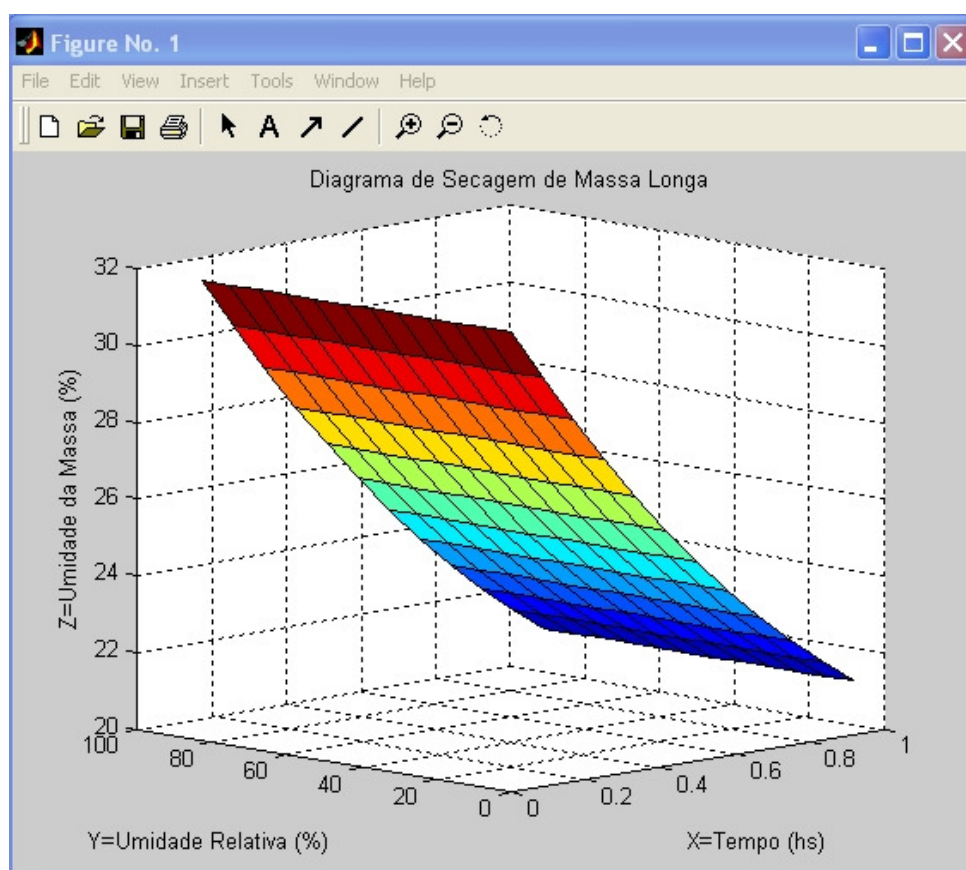 Figure No. 1
File Edit View Insert Tools Window Help
A
Diagrama de Secagem de Massa Longa
Z=Umidade da Massa (%)
32
30
28
26
24
22
20
100 80 60 40 20 0
0 0.2 0.4 0.6 0.8 1
Y=Umidade Relativa (%)
X=Tempo (hs)